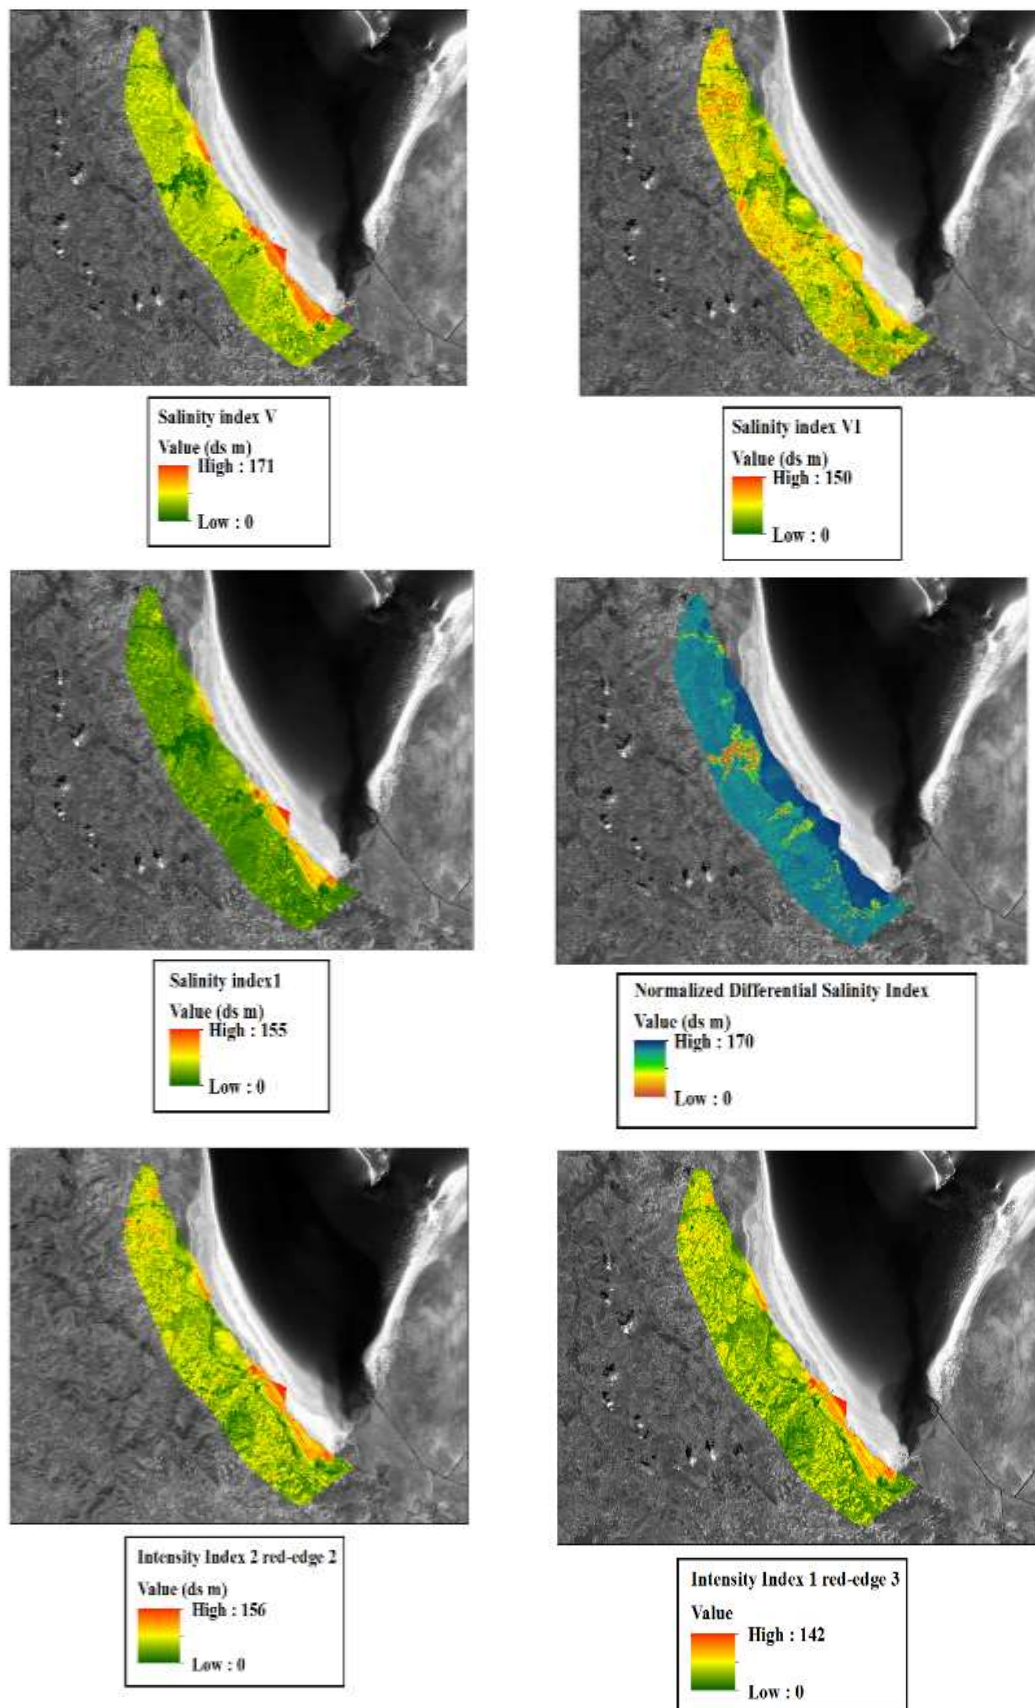 Salinity index V
Value (ds m)
High : 171
Low : 0
Salinity index VI
Value (ds m)
High : 150
Low : 0
Salinity index1
Value (ds m)
High : 155
Low : 0
Normalized Differential Salinity Index
Value (ds m)
High : 170
Low : 0
Intensity Index 2 red-edge 2
Value (ds m)
High : 156
Low : 0
Intensity Index 1 red-edge 3
Value
High : 142
Low : 0